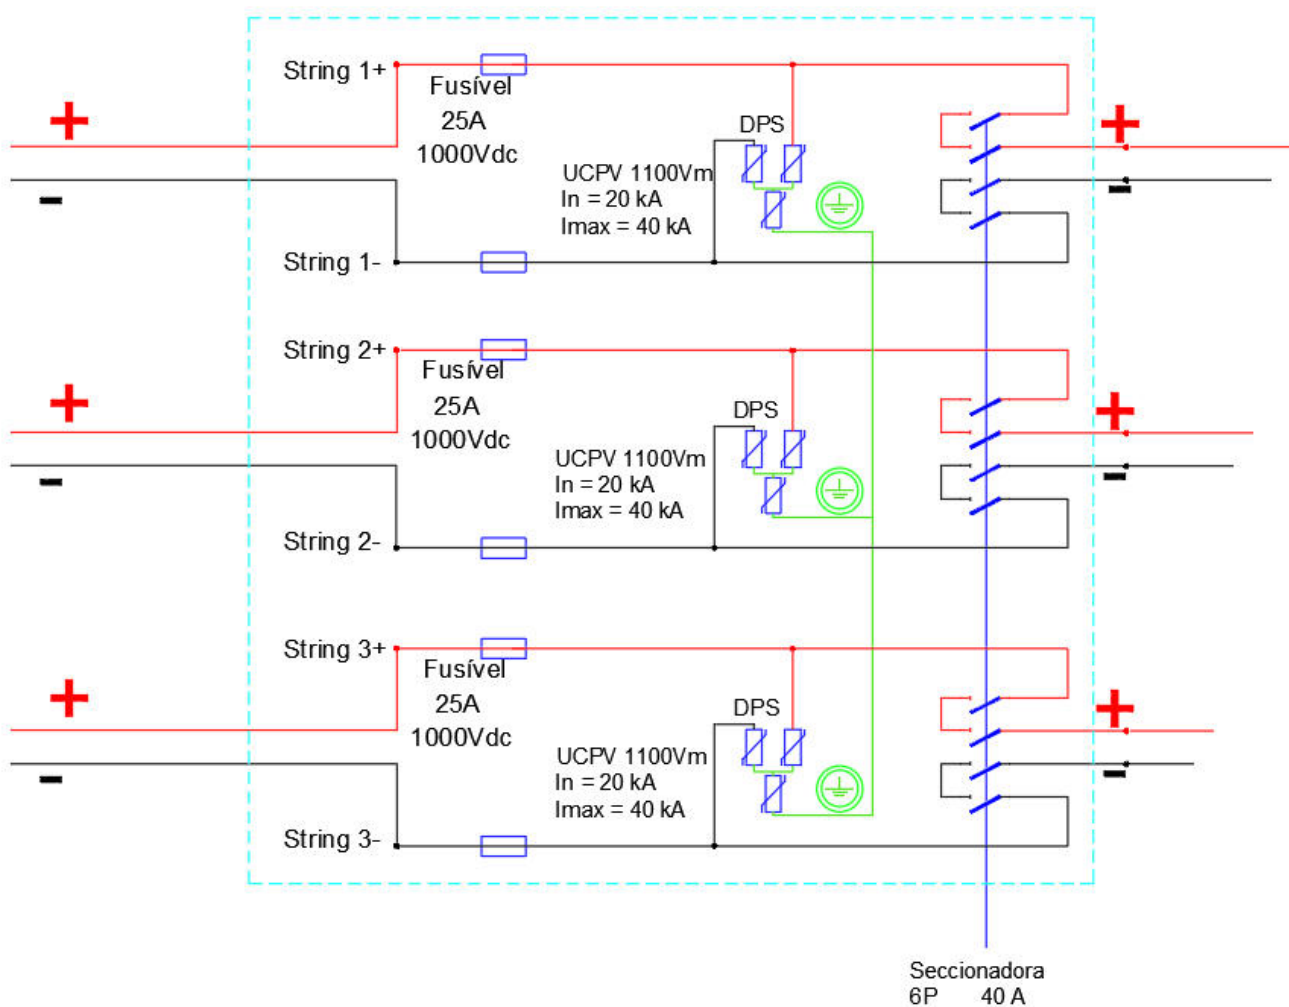 String 1+
Fusível
25A
1000Vdc
DPS
UCPV 1100Vm
In = 20 kA
Imax = 40 kA
String 1-
String 2+
Fusível
25A
1000Vdc
DPS
UCPV 1100Vm
In = 20 kA
Imax = 40 kA
String 2-
String 3+
Fusível
25A
1000Vdc
DPS
UCPV 1100Vm
In = 20 kA
Imax = 40 kA
String 3-
Seccionadora
6P 40 A